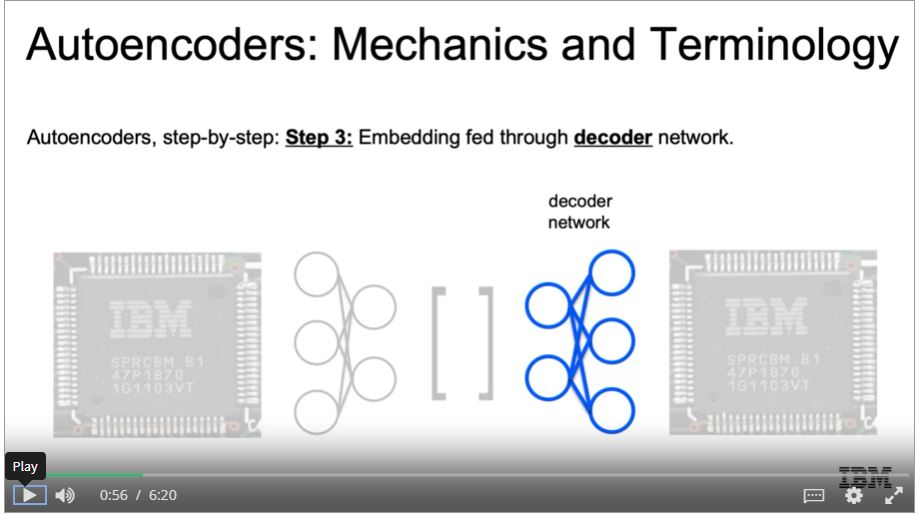 Autoencoders: Mechanics and Terminology
Autoencoders, step-by-step: Step 3: Embedding fed through decoder network.
decoder
network
IBM
SPRC8M B1
47P1870
1G1103VT
IBM
SPRC8M B1
47P1870
1G1103VT
Play
IBM
0:56 / 6:20